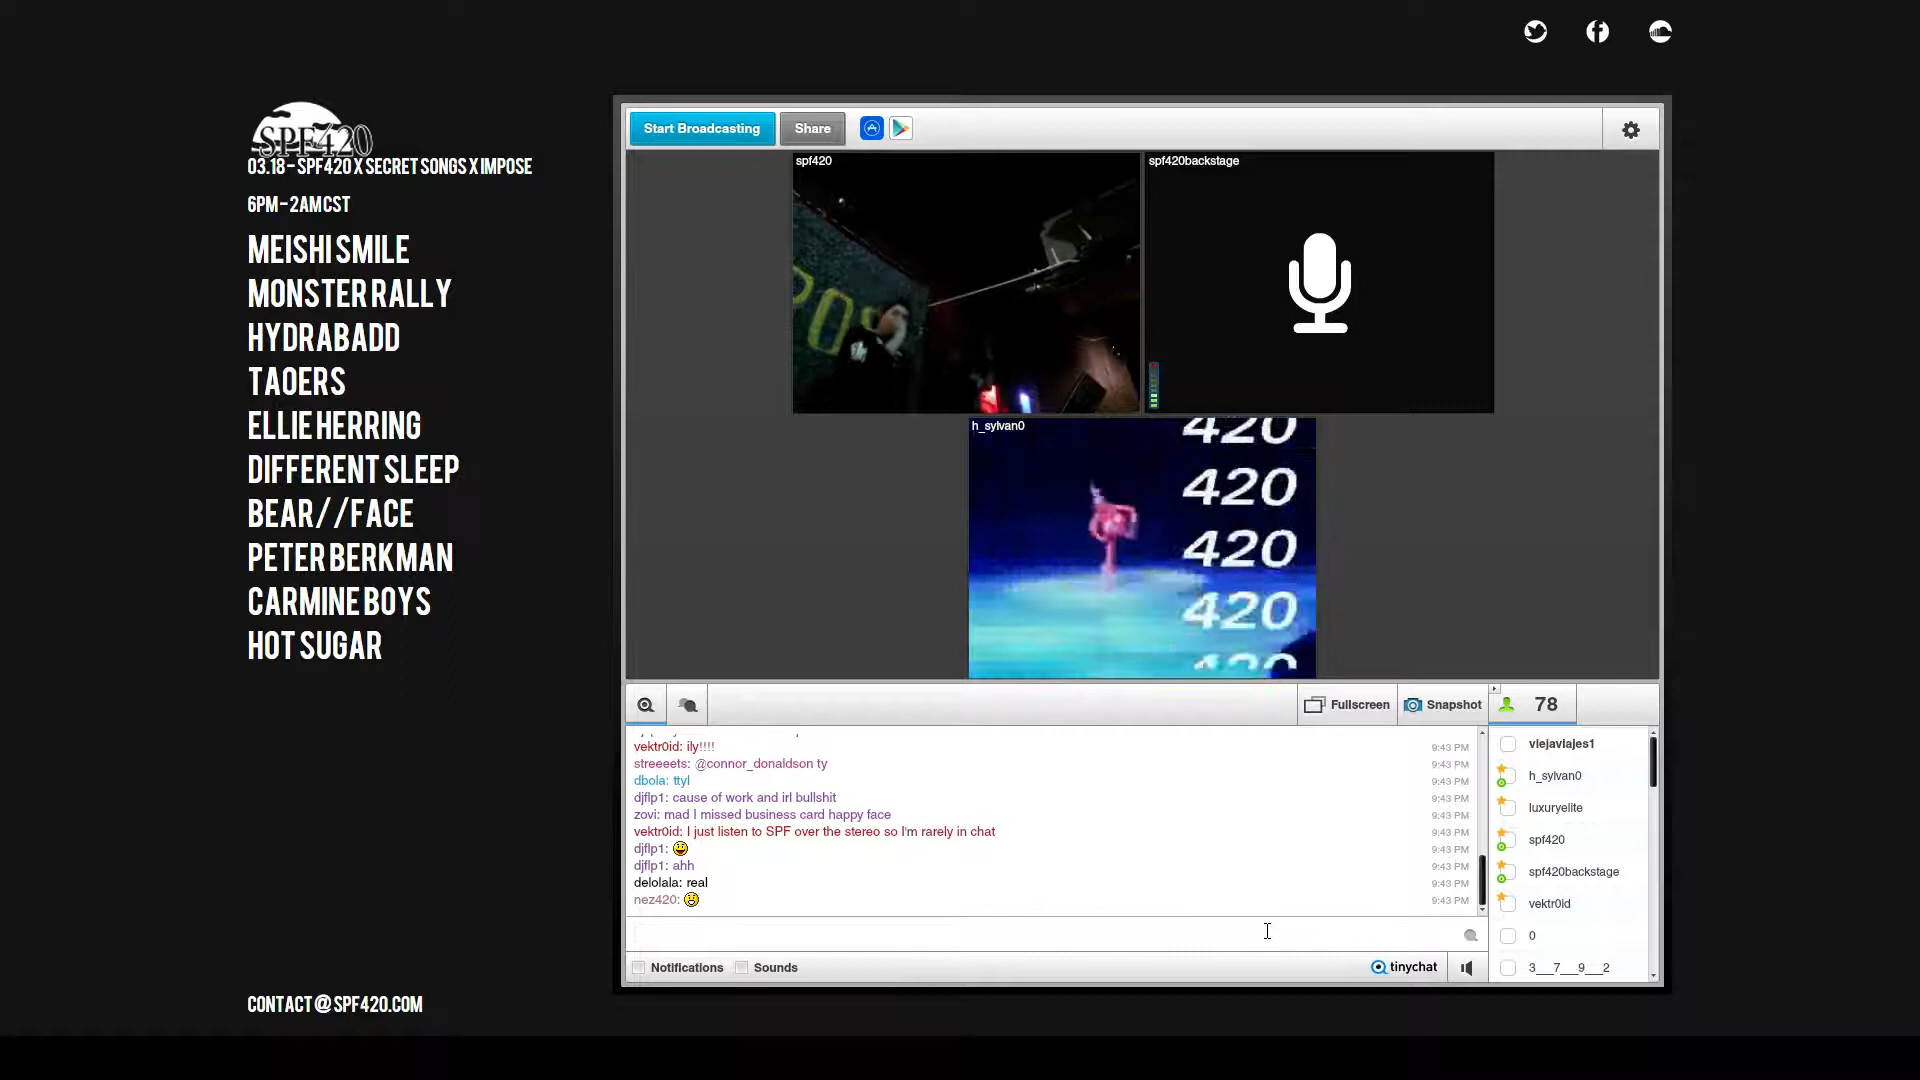 SPF420
03.18 - SPF420 X SECRET SONGS X IMPOSE
6PM - 2AM CST
MEISHI SMILE
MONSTER RALLY
HYDRABADD
TAOERS
ELLIE HERRING
DIFFERENT SLEEP
BEAR//FACE
PETER BERKMAN
CARMINE BOYS
HOT SUGAR
CONTACT@SPF420.COM
Start Broadcasting
Share
spf420
spf420backstage
h_sylvan0
420
420
420
420
420
Fullscreen
Snapshot
78
vektr0id: ily!!!! 9:43 PM
streeeets: @connor_donaldson ty 9:43 PM
dbola: ttyl 9:43 PM
djflp1: cause of work and irl bullshit 9:43 PM
zovi: mad I missed business card happy face 9:43 PM
vektr0id: I just listen to SPF over the stereo so I'm rarely in chat 9:43 PM
djflp1: 9:43 PM
djflp1: ahh 9:43 PM
delolala: real 9:43 PM
nez420: 9:43 PM
viejaviajes1
h_sylvan0
luxuryelite
spf420
spf420backstage
vektr0id
0
3__7__9__2
Notifications
Sounds
tinychat